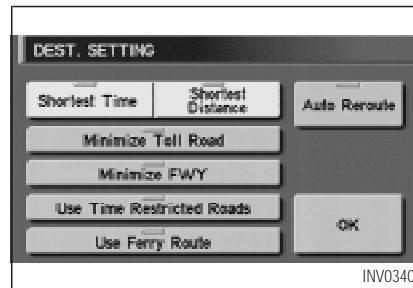 DEST. SETTING
Shortest Time
Shortest
Distance
Auto Reroute
Minimize Toll Road
Minimize FWY
Use Time Restricted Roads
Use Ferry Route
OK
INV0340